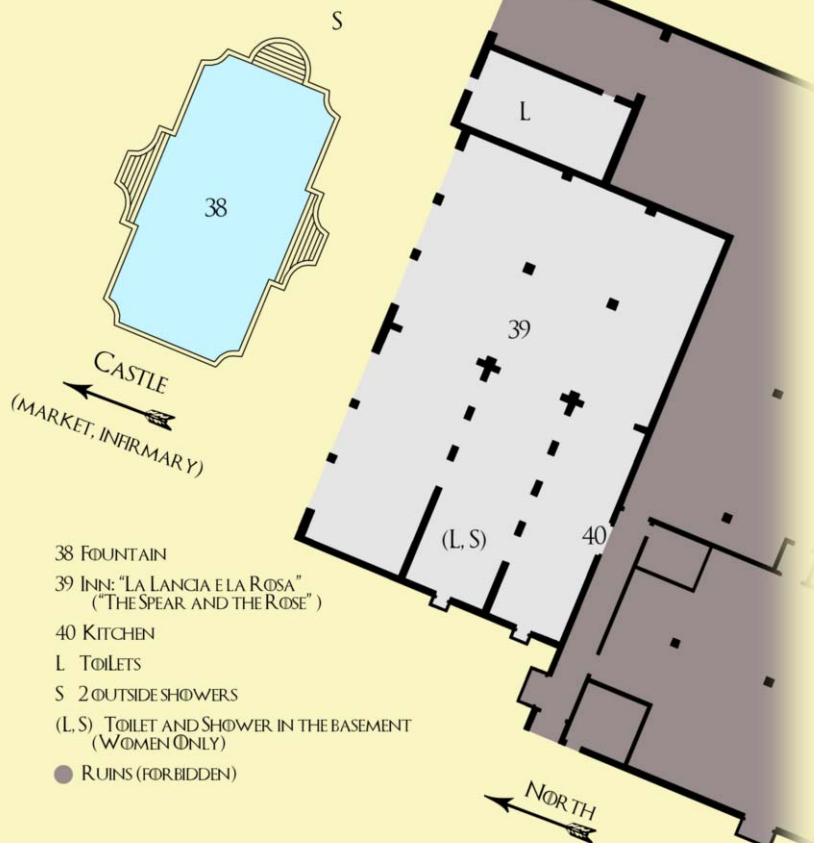 S
L
38
39
CASTLE
(MARKET, INFIRMARY)
(L, S)
40
38 FOUNTAIN
39 INN: "LA LANCIA E LA ROSA"
("THE SPEAR AND THE ROSE" )
40 KITCHEN
L TOILETS
S 2 OUTSIDE SHOWERS
(L, S) TOILET AND SHOWER IN THE BASEMENT
(WOMEN ONLY)
RUINS (FORBIDDEN)
NORTH